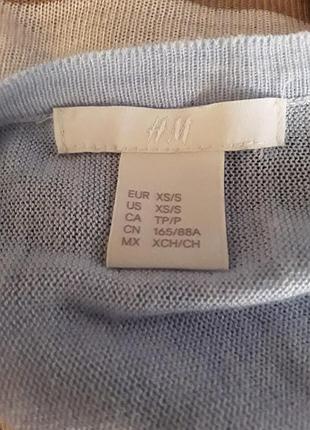 H&M
EUR XS/S
US XS/S
CA TP/P
CN 165/88A
MX XCH/CH